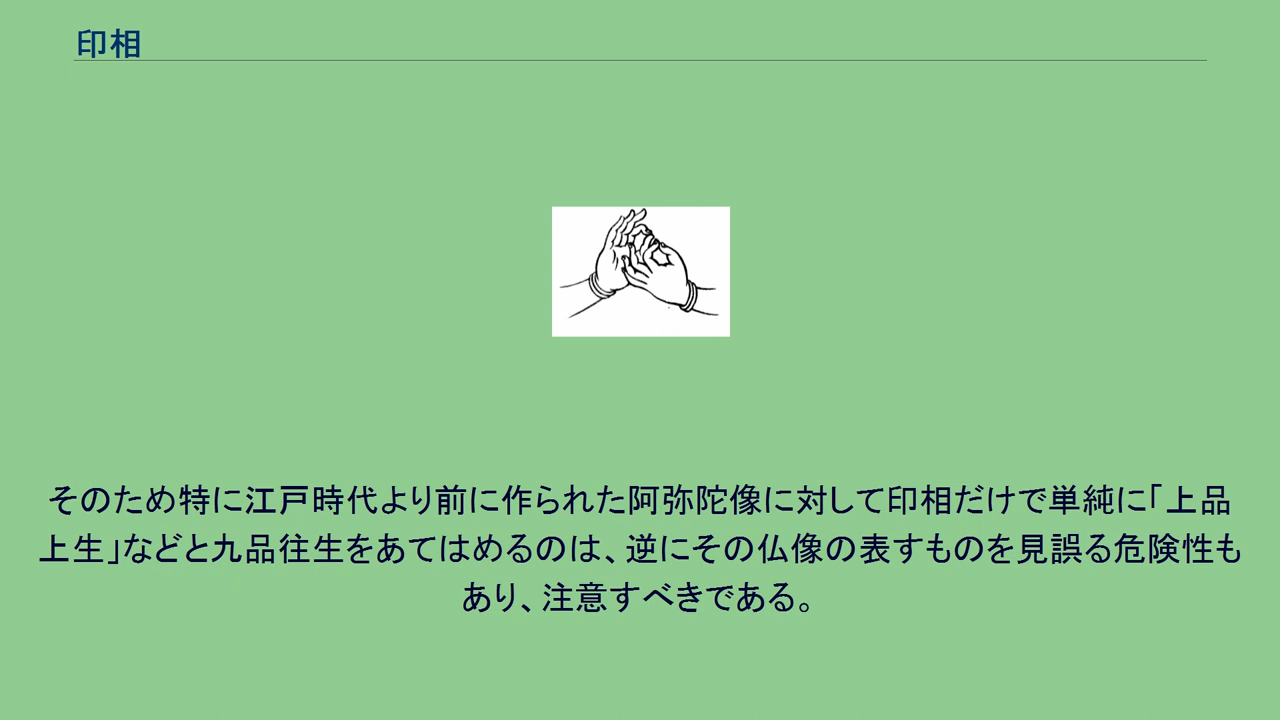 印相
そのため特に江戸時代より前に作られた阿弥陀像に対して印相だけで単純に「上品
上生」などと九品往生をあてはめるのは、逆にその仏像の表すものを見誤る危険性も
あり、注意すべきである。